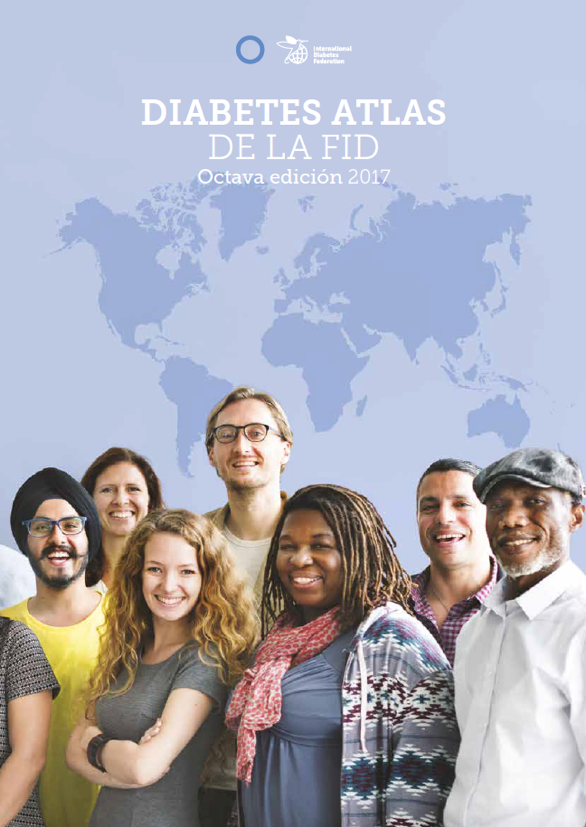 International
Diabetes
Federation
DIABETES ATLAS
DE LA FID
Octava edición 2017